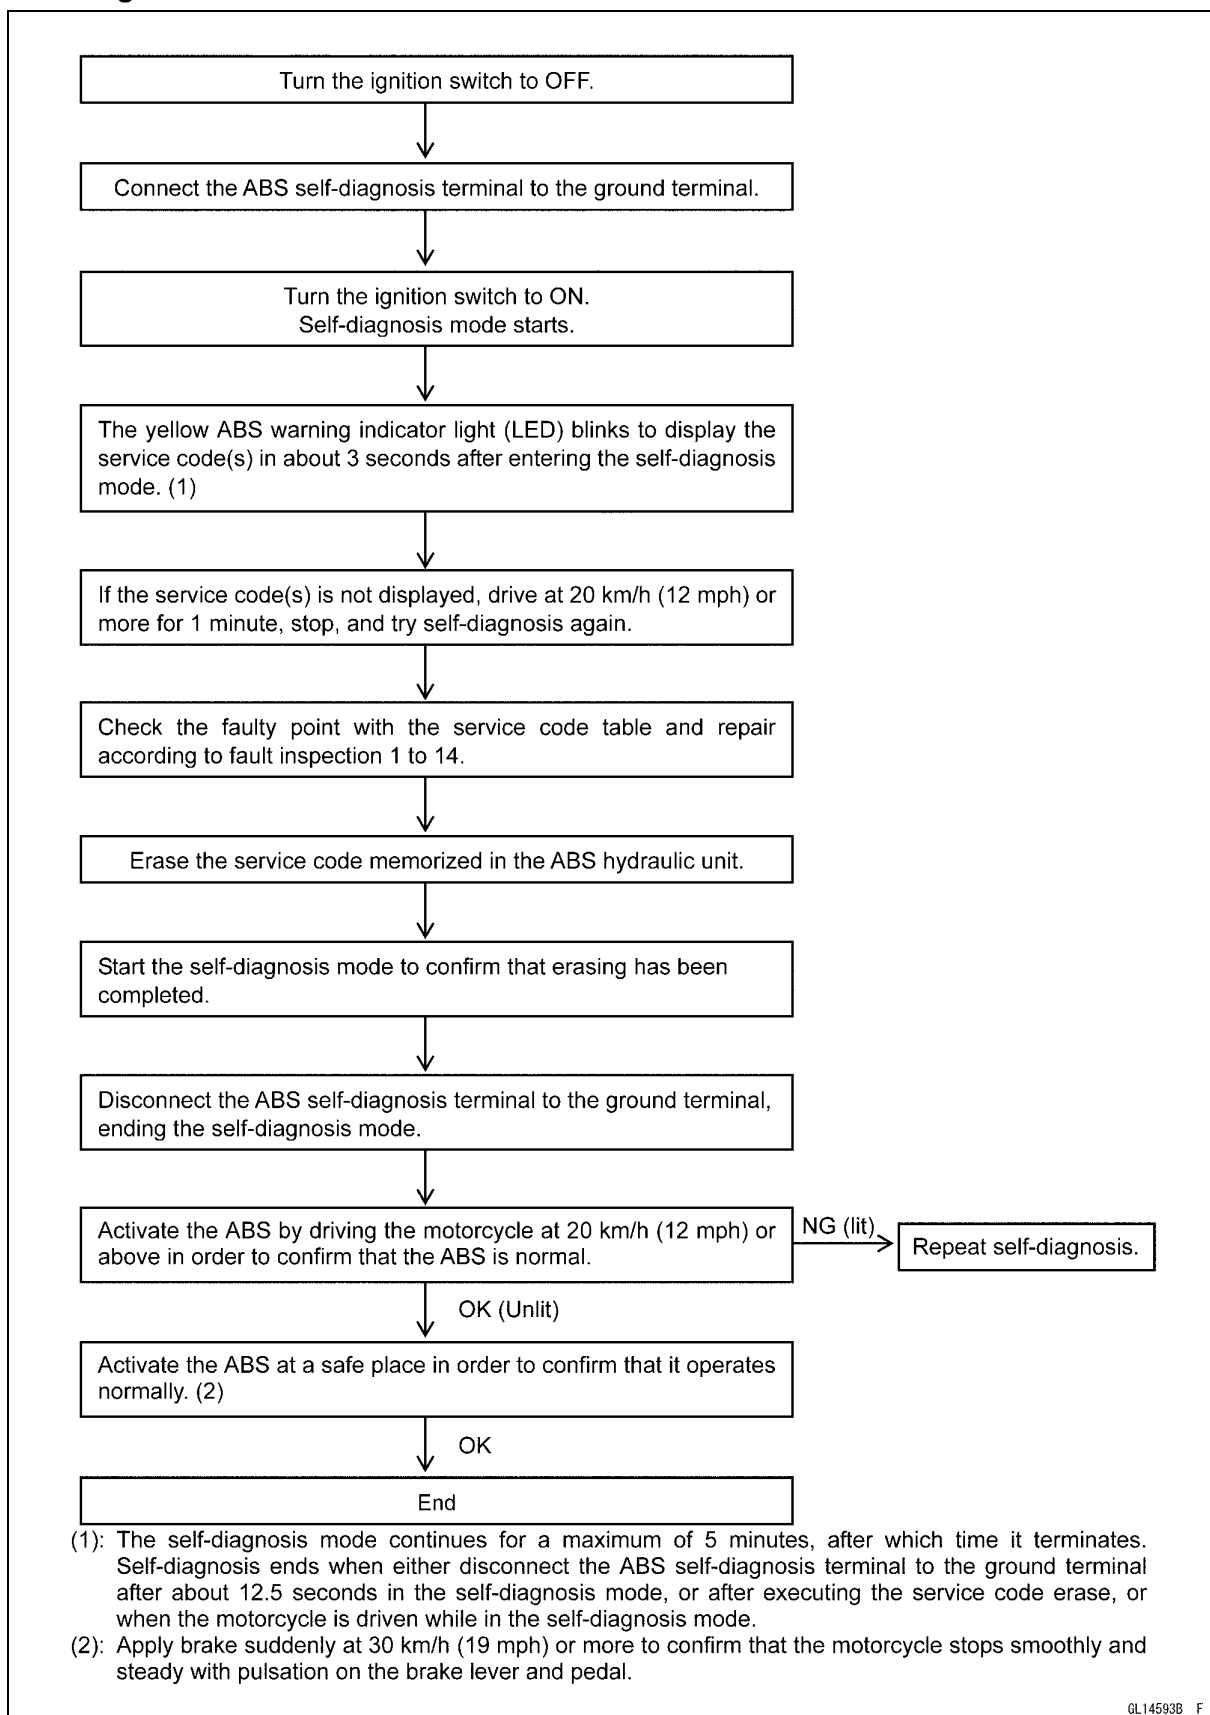 Turn the ignition switch to OFF.
Connect the ABS self-diagnosis terminal to the ground terminal.
Turn the ignition switch to ON.
Self-diagnosis mode starts.
The yellow ABS warning indicator light (LED) blinks to display the
service code(s) in about 3 seconds after entering the self-diagnosis
mode. (1)
If the service code(s) is not displayed, drive at 20 km/h (12 mph) or
more for 1 minute, stop, and try self-diagnosis again.
Check the faulty point with the service code table and repair
according to fault inspection 1 to 14.
Erase the service code memorized in the ABS hydraulic unit.
Start the self-diagnosis mode to confirm that erasing has been
completed.
Disconnect the ABS self-diagnosis terminal to the ground terminal,
ending the self-diagnosis mode.
Activate the ABS by driving the motorcycle at 20 km/h (12 mph) or
above in order to confirm that the ABS is normal.
NG (lit)
Repeat self-diagnosis.
OK (Unlit)
Activate the ABS at a safe place in order to confirm that it operates
normally. (2)
OK
End
(1): The self-diagnosis mode continues for a maximum of 5 minutes, after which time it terminates.
Self-diagnosis ends when either disconnect the ABS self-diagnosis terminal to the ground terminal
after about 12.5 seconds in the self-diagnosis mode, or after executing the service code erase, or
when the motorcycle is driven while in the self-diagnosis mode.
(2): Apply brake suddenly at 30 km/h (19 mph) or more to confirm that the motorcycle stops smoothly and
steady with pulsation on the brake lever and pedal.
GL14593B F